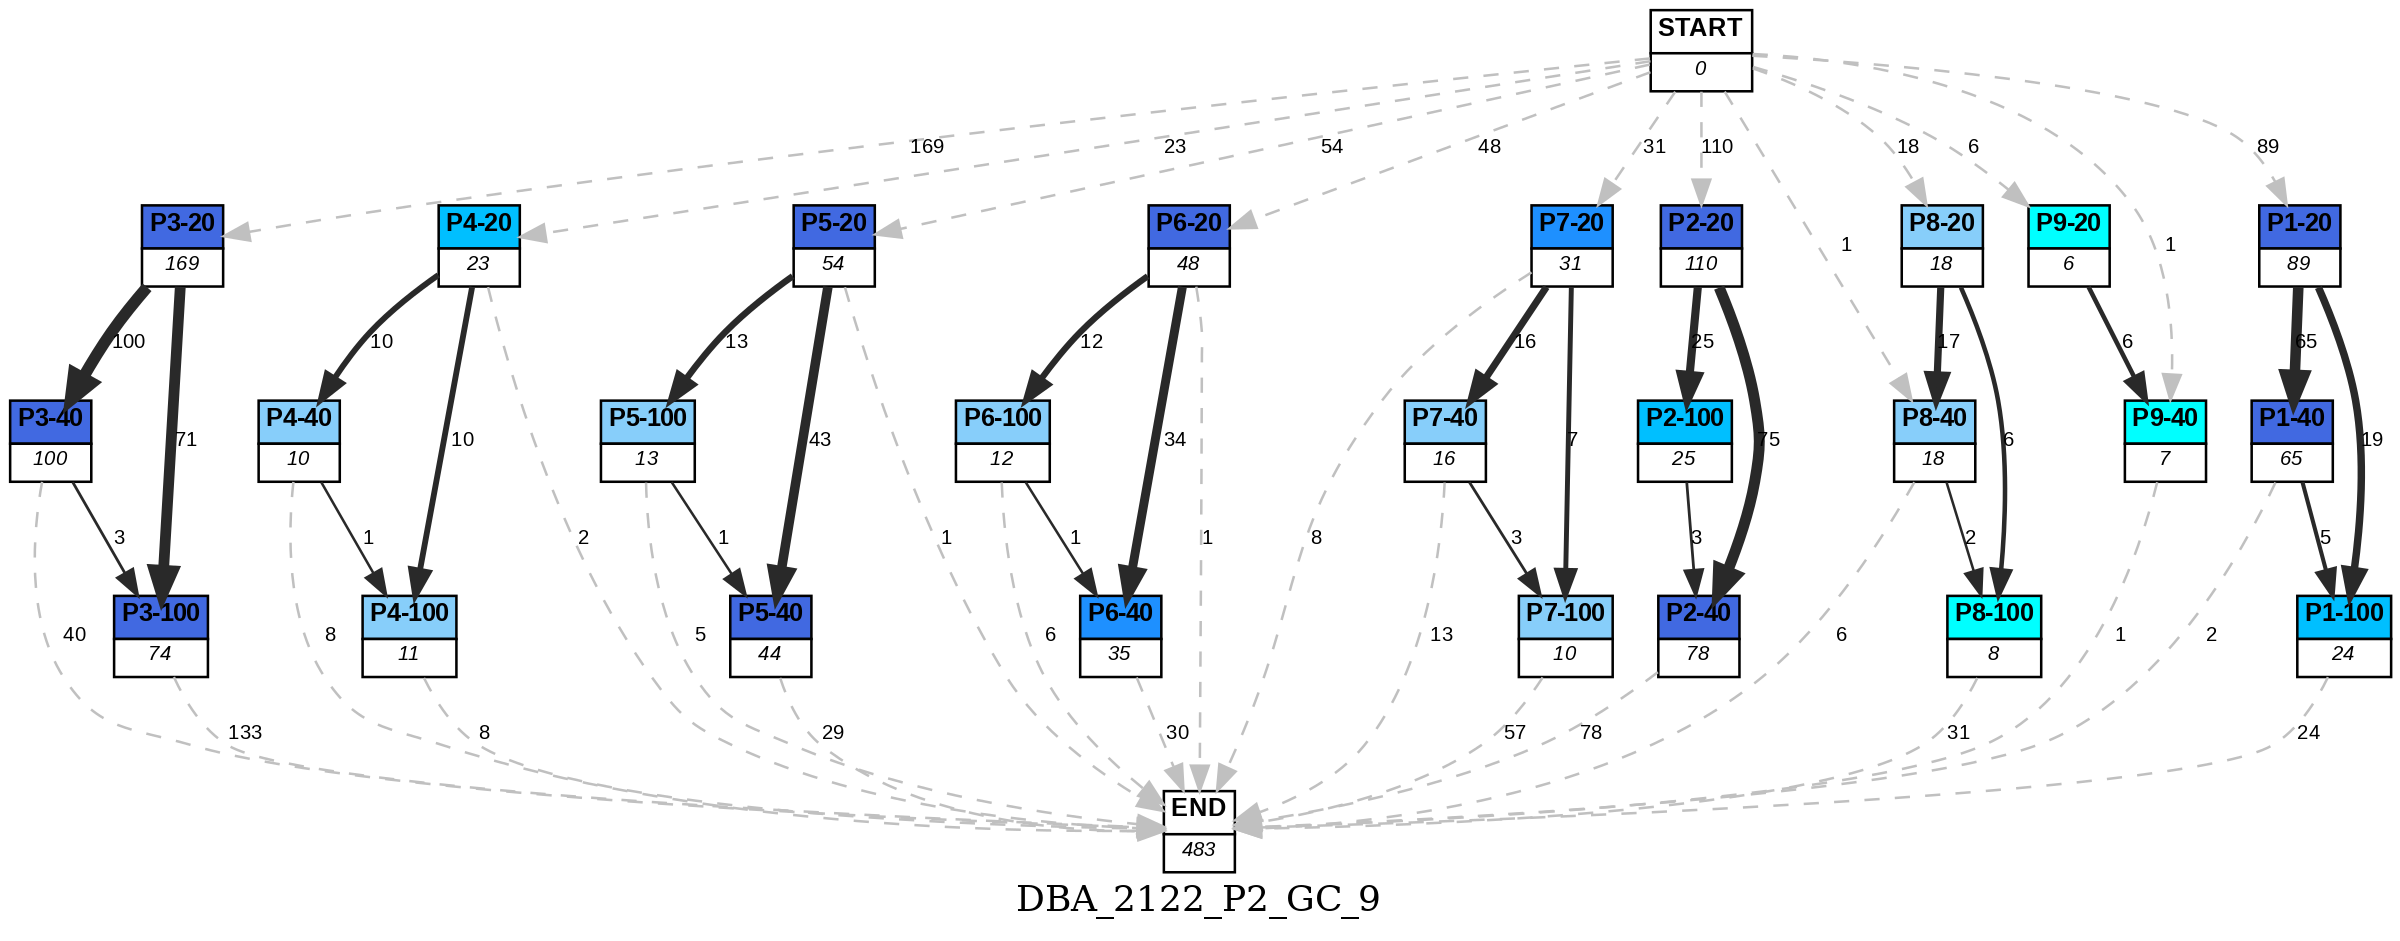 START
0
169
23
54
48
31
110
1
18
6
1
89
P3-20
169
P4-20
23
P5-20
54
P6-20
48
P7-20
31
P2-20
110
P8-20
18
P9-20
6
P1-20
89
100
71
10
10
2
13
43
1
12
34
1
8
16
7
25
75
17
6
6
65
19
P3-40
100
P4-40
10
P5-100
13
P6-100
12
P7-40
16
P2-100
25
P8-40
18
P9-40
7
P1-40
65
40
3
8
1
5
1
6
1
13
3
3
6
2
1
2
5
P3-100
74
P4-100
11
P5-40
44
P6-40
35
P7-100
10
P2-40
78
P8-100
8
P1-100
24
133
8
29
30
57
78
31
24
END
483
DBA_2122_P2_GC_9